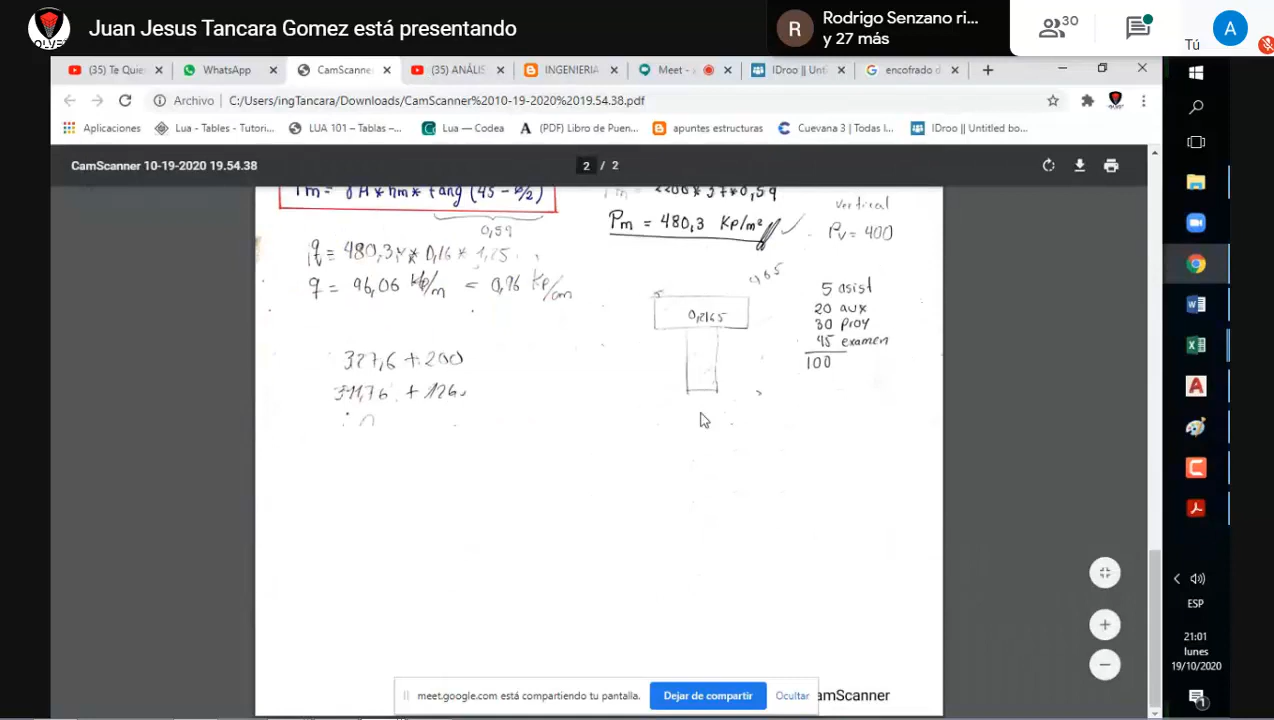 Juan Jesus Tancara Gomez está presentando
R
Rodrigo Senzano ri...
y 27 más
30
Tú
A
(35) Te Quie
WhatsApp
CamScanne
(35) ANÁLIS
INGENIERIA
Meet -
IDroo || Unti
encofrado d
Archivo
C:/Users/ingTancara/Downloads/CamScanner%2010-19-2020%2019.54.38.pdf
Aplicaciones
Lua - Tables - Tutori...
LUA 101 – Tablas –...
Lua — Codea
(PDF) Libro de Puen...
apuntes estructuras
Cuevana 3 | Todas l...
IDroo || Untitled bo...
CamScanner 10-19-2020 19.54.38
2 / 2
0,59
Pm = 480,3 Kp/m²
vertical
Pv = 400
q = 96,06 Kp/m = 0,96 Kp/cm
5 asist
20 aux
30 proy
45 examen
100
327,6 + 200
ESP
21:01
lunes
19/10/2020
1
meet.google.com está compartiendo tu pantalla.
Dejar de compartir
Ocultar
amScanner